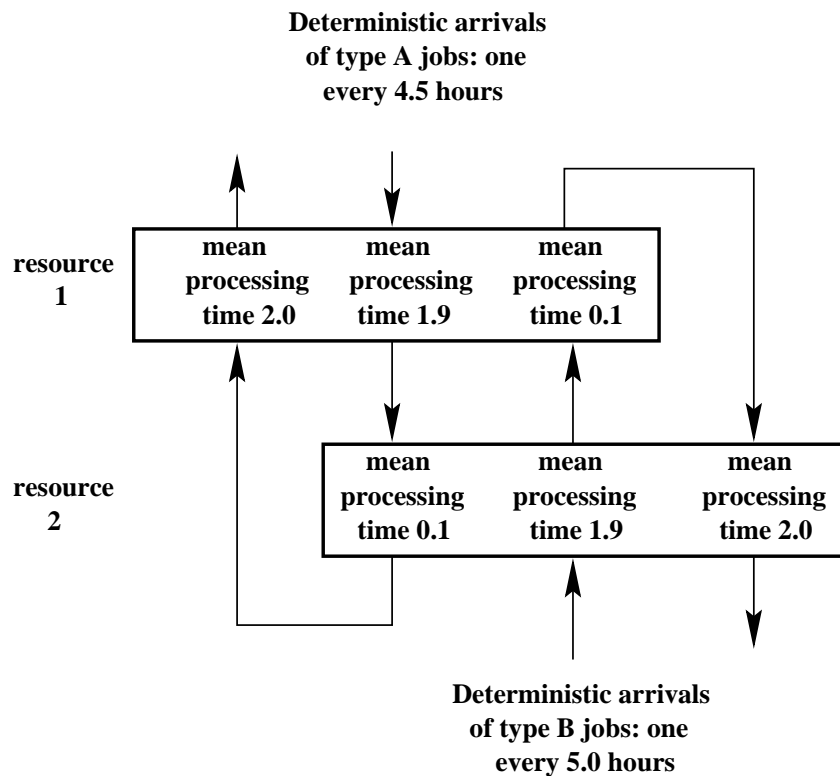 Deterministic arrivals
of type A jobs: one
every 4.5 hours
resource
1
mean
processing
time 2.0
mean
processing
time 1.9
mean
processing
time 0.1
resource
2
mean
processing
time 0.1
mean
processing
time 1.9
mean
processing
time 2.0
Deterministic arrivals
of type B jobs: one
every 5.0 hours